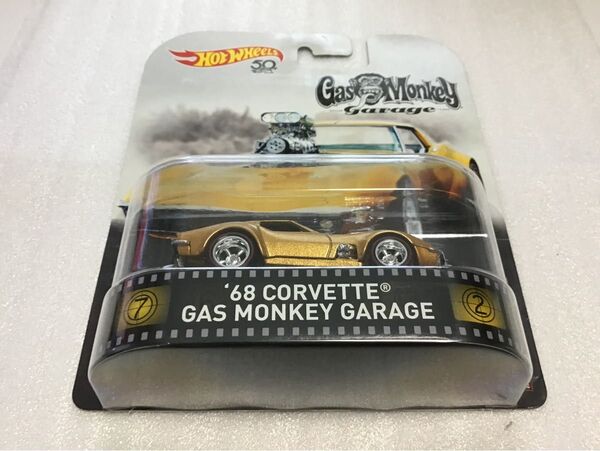 Hot Wheels
50
Gas Monkey
Garage
'68 CORVETTE®
GAS MONKEY GARAGE
7
2